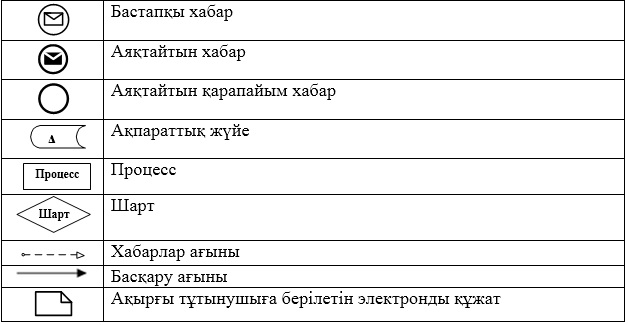 Бастапқы хабар
Аяқтайтын хабар
Аяқтайтын қарапайым хабар
Δ Ақпараттық жүйе
Процесс Процесс
Шарт Шарт
Хабарлар ағыны
Басқару ағыны
Ақырғы тұтынушыға берілетін электронды құжат